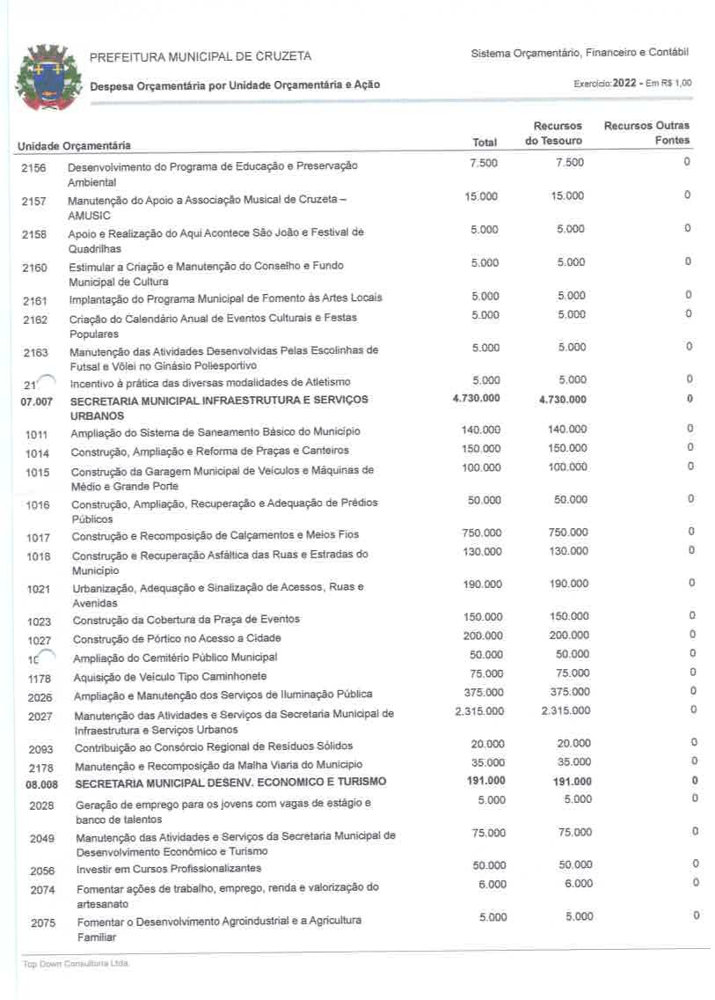 PREFEITURA MUNICIPAL DE CRUZETA
Sistema Orçamentário, Financeiro e Contábil
Despesa Orçamentária por Unidade Orçamentária e Ação
Exercício:2022 - Em R$ 1,00
Unidade Orçamentária Total Recursos do Tesouro Recursos Outras Fontes
2156 Desenvolvimento do Programa de Educação e Preservação 7.500 7.500 0
Ambiental
2157 Manutenção do Apoio a Associação Musical de Cruzeta – 15.000 15.000 0
AMUSIC
2158 Apoio e Realização do Aqui Acontece São João e Festival de 5.000 5.000 0
Quadrilhas
2160 Estimular a Criação e Manutenção do Conselho e Fundo 5.000 5.000 0
Municipal de Cultura
2161 Implantação do Programa Municipal de Fomento às Artes Locais 5.000 5.000 0
2162 Criação do Calendário Anual de Eventos Culturais e Festas 5.000 5.000 0
Populares
2163 Manutenção das Atividades Desenvolvidas Pelas Escolinhas de 5.000 5.000 0
Futsal e Vôlei no Ginásio Poliesportivo
Incentivo à prática das diversas modalidades de Atletismo 5.000 5.000 0
07.007 SECRETARIA MUNICIPAL INFRAESTRUTURA E SERVIÇOS 4.730.000 4.730.000 0
URBANOS
1011 Ampliação do Sistema de Saneamento Básico do Município 140.000 140.000 0
1014 Construção, Ampliação e Reforma de Praças e Canteiros 150.000 150.000 0
1015 Construção da Garagem Municipal de Veículos e Máquinas de 100.000 100.000 0
Médio e Grande Porte
1016 Construção, Ampliação, Recuperação e Adequação de Prédios 50.000 50.000 0
Públicos
1017 Construção e Recomposição de Calçamentos e Meios Fios 750.000 750.000 0
1018 Construção e Recuperação Asfáltica das Ruas e Estradas do 130.000 130.000 0
Município
1021 Urbanização, Adequação e Sinalização de Acessos, Ruas e 190.000 190.000 0
Avenidas
1023 Construção da Cobertura da Praça de Eventos 150.000 150.000 0
1027 Construção de Pórtico no Acesso a Cidade 200.000 200.000 0
Ampliação do Cemitério Público Municipal 50.000 50.000 0
1178 Aquisição de Veículo Tipo Caminhonete 75.000 75.000 0
2026 Ampliação e Manutenção dos Serviços de Iluminação Pública 375.000 375.000 0
2027 Manutenção das Atividades e Serviços da Secretaria Municipal de 2.315.000 2.315.000 0
Infraestrutura e Serviços Urbanos
2093 Contribuição ao Consórcio Regional de Resíduos Sólidos 20.000 20.000 0
2178 Manutenção e Recomposição da Malha Viaria do Municipio 35.000 35.000 0
08.008 SECRETARIA MUNICIPAL DESENV. ECONOMICO E TURISMO 191.000 191.000 0
2028 Geração de emprego para os jovens com vagas de estágio e 5.000 5.000 0
banco de talentos
2049 Manutenção das Atividades e Serviços da Secretaria Municipal de 75.000 75.000 0
Desenvolvimento Econômico e Turismo
2056 Investir em Cursos Profissionalizantes 50.000 50.000 0
2074 Fomentar ações de trabalho, emprego, renda e valorização do 6.000 6.000 0
artesanato
2075 Fomentar o Desenvolvimento Agroindustrial e a Agricultura 5.000 5.000 0
Familiar
Top Down Consultoria Ltda.